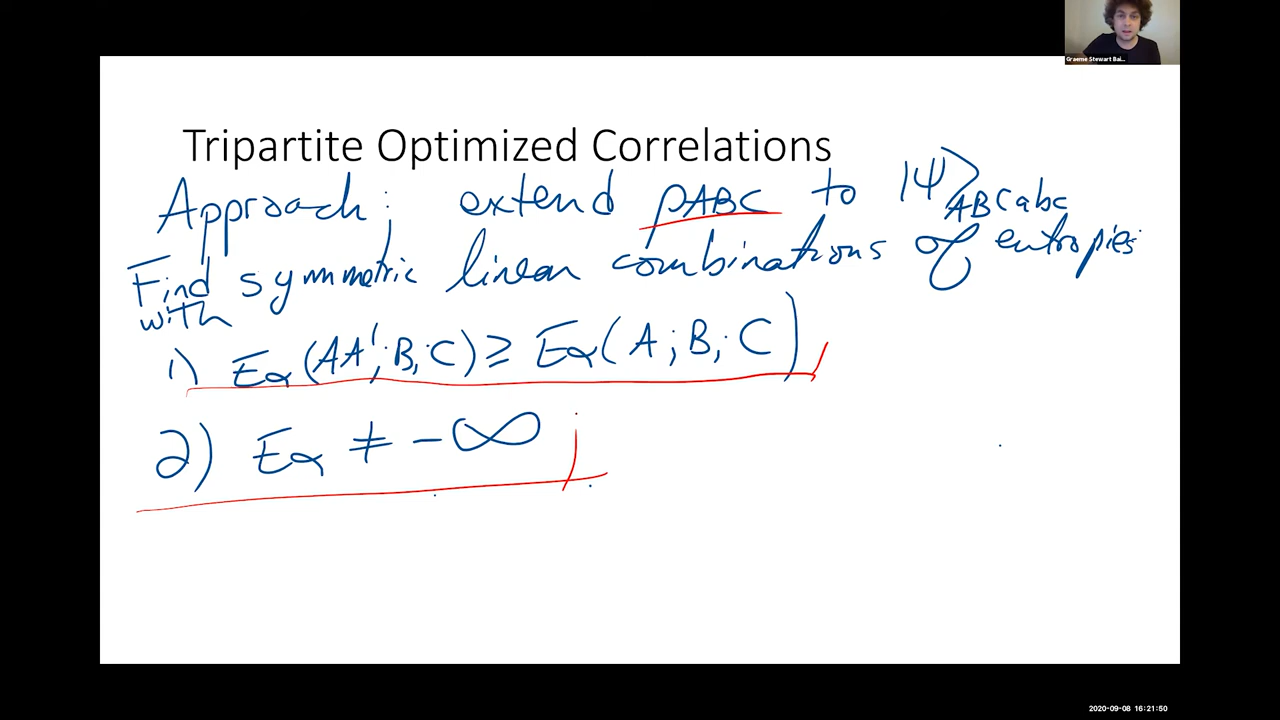 Graeme Stewart Bai...
Tripartite Optimized Correlations
Approach: extend ρABC to |Ψ⟩ABCabc
Find symmetric linear combinations of entropies
with
1) Eα(AA';B;C) ≥ Eα(A;B;C)
2) Eα ≠ -∞
2020-09-08 16:21:50